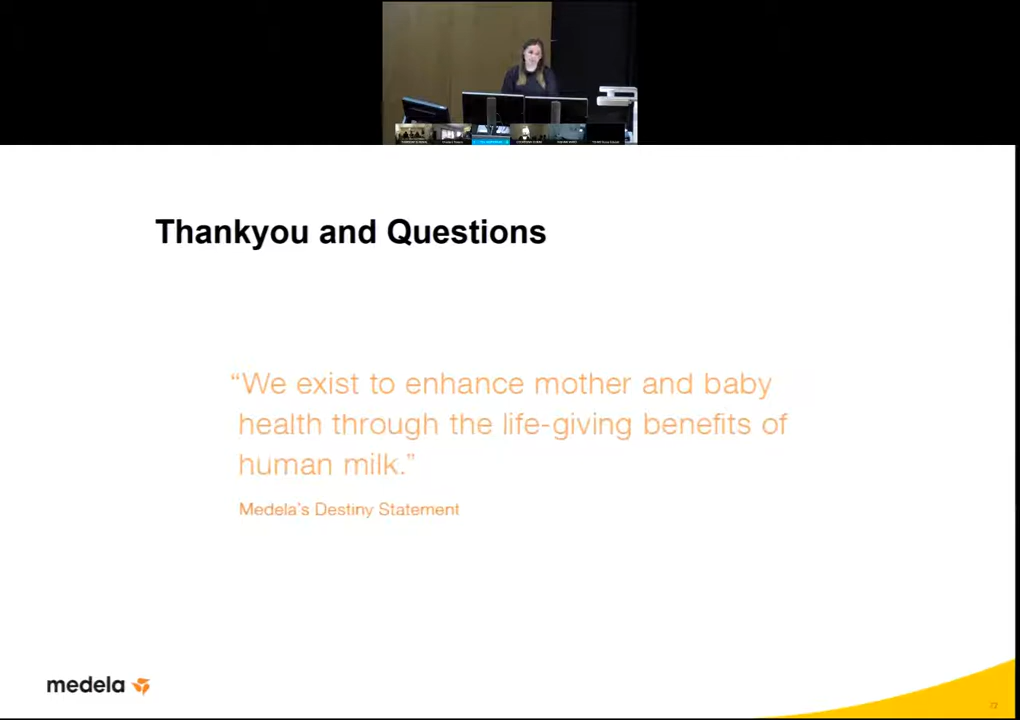 Thankyou and Questions
“We exist to enhance mother and baby
health through the life-giving benefits of
human milk.”
Medela’s Destiny Statement
medela